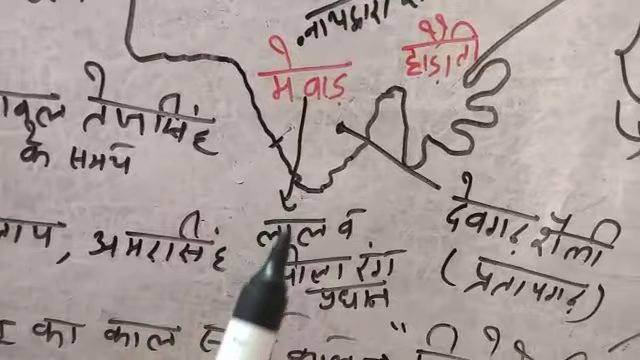 नाथद्वारा
मेवाड़
हाड़ौती
तेजसिंह
के समय
देवगढ़ शैली
(प्रतापगढ़)
अमरसिंह
लाल व
पीला रंग
प्रधान
का काल